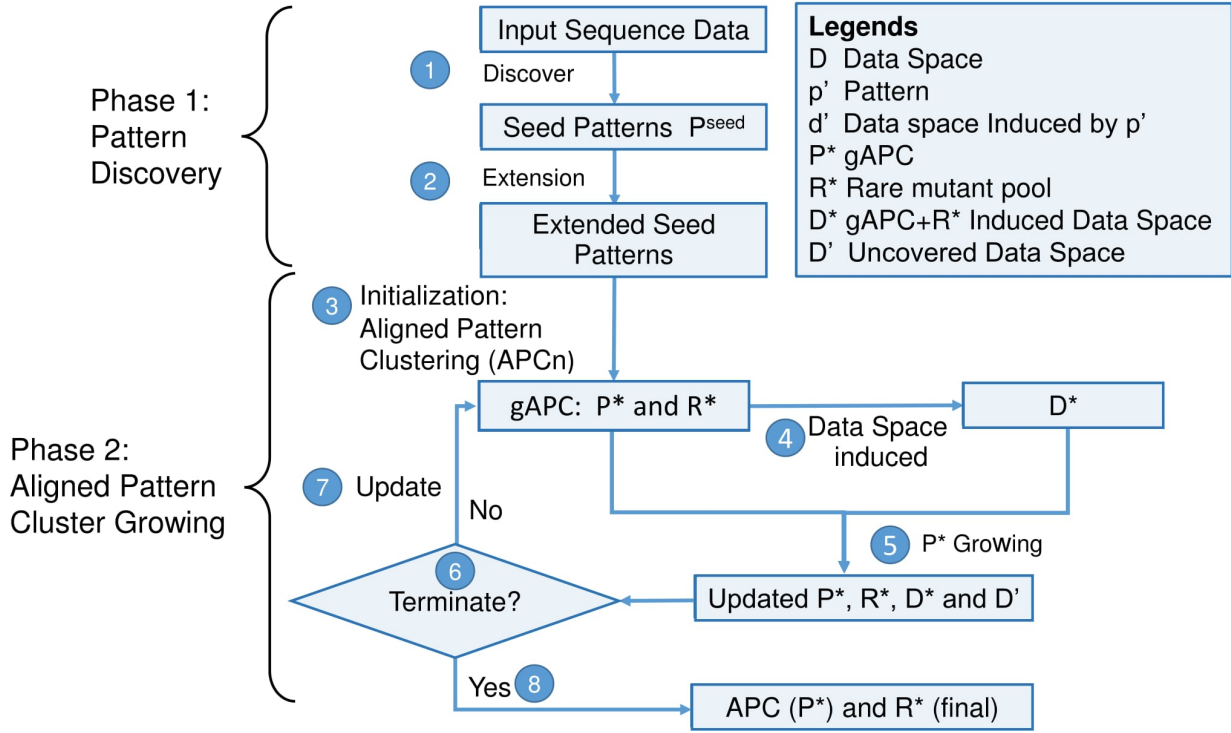 Input Sequence Data
1
Discover
Phase 1:
Pattern
Discovery
Seed Patterns Pseed
2
Extension
Extended Seed
Patterns
Legends
D Data Space
p’ Pattern
d’ Data space Induced by p’
P* gAPC
R* Rare mutant pool
D* gAPC+R* Induced Data Space
D’ Uncovered Data Space
3
Initialization:
Aligned Pattern
Clustering (APCn)
gAPC: P* and R*
D*
4
Data Space
induced
Phase 2:
Aligned Pattern
Cluster Growing
7
Update
No
5
P* Growing
6
Terminate?
Updated P*, R*, D* and D’
Yes
8
APC (P*) and R* (final)